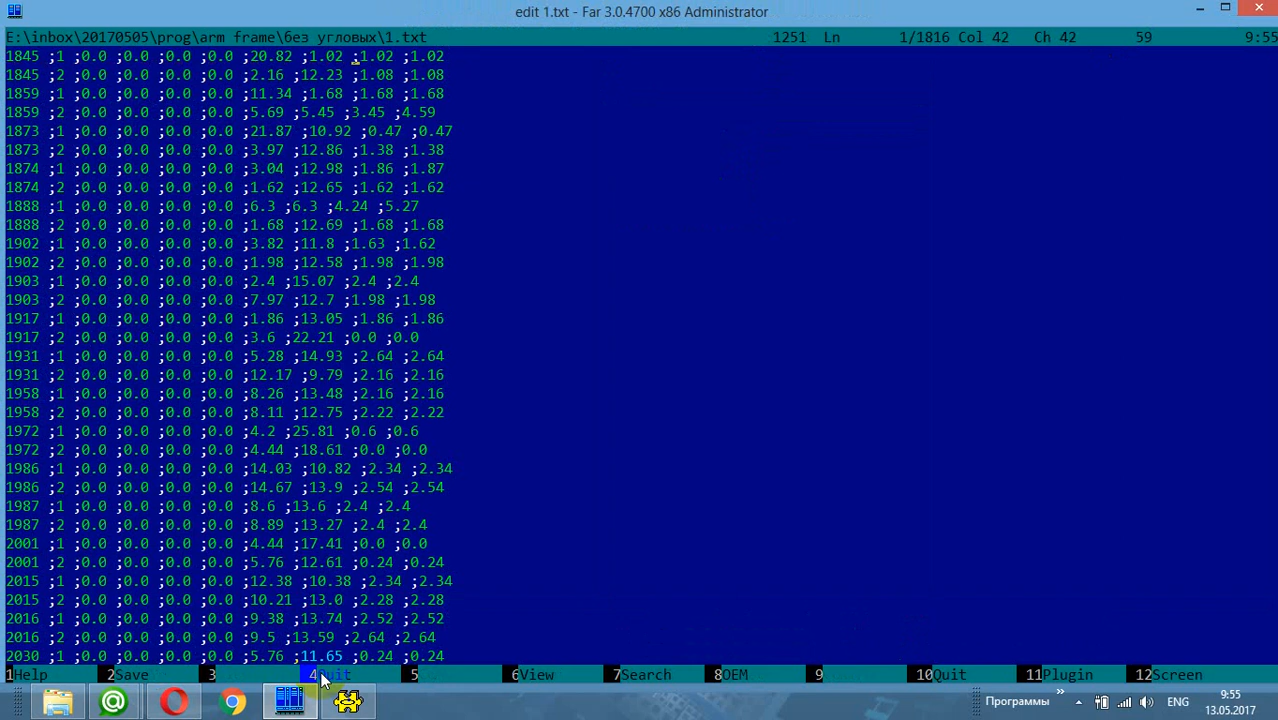 edit 1.txt - Far 3.0.4700 x86 Administrator
E:\inbox\20170505\prog\arm frame\без угловых\1.txt 1251 Ln 1/1816 Col 42 Ch 42 59 9:55
1845 ;1 ;0.0 ;0.0 ;0.0 ;0.0 ;20.82 ;1.02 ;1.02 ;1.02
1845 ;2 ;0.0 ;0.0 ;0.0 ;0.0 ;2.16 ;12.23 ;1.08 ;1.08
1859 ;1 ;0.0 ;0.0 ;0.0 ;0.0 ;11.34 ;1.68 ;1.68 ;1.68
1859 ;2 ;0.0 ;0.0 ;0.0 ;0.0 ;5.69 ;5.45 ;3.45 ;4.59
1873 ;1 ;0.0 ;0.0 ;0.0 ;0.0 ;21.87 ;10.92 ;0.47 ;0.47
1873 ;2 ;0.0 ;0.0 ;0.0 ;0.0 ;3.97 ;12.86 ;1.38 ;1.38
1874 ;1 ;0.0 ;0.0 ;0.0 ;0.0 ;3.04 ;12.98 ;1.86 ;1.87
1874 ;2 ;0.0 ;0.0 ;0.0 ;0.0 ;1.62 ;12.65 ;1.62 ;1.62
1888 ;1 ;0.0 ;0.0 ;0.0 ;0.0 ;6.3 ;6.3 ;4.24 ;5.27
1888 ;2 ;0.0 ;0.0 ;0.0 ;0.0 ;1.68 ;12.69 ;1.68 ;1.68
1902 ;1 ;0.0 ;0.0 ;0.0 ;0.0 ;3.82 ;11.8 ;1.63 ;1.62
1902 ;2 ;0.0 ;0.0 ;0.0 ;0.0 ;1.98 ;12.58 ;1.98 ;1.98
1903 ;1 ;0.0 ;0.0 ;0.0 ;0.0 ;2.4 ;15.07 ;2.4 ;2.4
1903 ;2 ;0.0 ;0.0 ;0.0 ;0.0 ;7.97 ;12.7 ;1.98 ;1.98
1917 ;1 ;0.0 ;0.0 ;0.0 ;0.0 ;1.86 ;13.05 ;1.86 ;1.86
1917 ;2 ;0.0 ;0.0 ;0.0 ;0.0 ;3.6 ;22.21 ;0.0 ;0.0
1931 ;1 ;0.0 ;0.0 ;0.0 ;0.0 ;5.28 ;14.93 ;2.64 ;2.64
1931 ;2 ;0.0 ;0.0 ;0.0 ;0.0 ;12.17 ;9.79 ;2.16 ;2.16
1958 ;1 ;0.0 ;0.0 ;0.0 ;0.0 ;8.26 ;13.48 ;2.16 ;2.16
1958 ;2 ;0.0 ;0.0 ;0.0 ;0.0 ;8.11 ;12.75 ;2.22 ;2.22
1972 ;1 ;0.0 ;0.0 ;0.0 ;0.0 ;4.2 ;25.81 ;0.6 ;0.6
1972 ;2 ;0.0 ;0.0 ;0.0 ;0.0 ;4.44 ;18.61 ;0.0 ;0.0
1986 ;1 ;0.0 ;0.0 ;0.0 ;0.0 ;14.03 ;10.82 ;2.34 ;2.34
1986 ;2 ;0.0 ;0.0 ;0.0 ;0.0 ;14.67 ;13.9 ;2.54 ;2.54
1987 ;1 ;0.0 ;0.0 ;0.0 ;0.0 ;8.6 ;13.6 ;2.4 ;2.4
1987 ;2 ;0.0 ;0.0 ;0.0 ;0.0 ;8.89 ;13.27 ;2.4 ;2.4
2001 ;1 ;0.0 ;0.0 ;0.0 ;0.0 ;4.44 ;17.41 ;0.0 ;0.0
2001 ;2 ;0.0 ;0.0 ;0.0 ;0.0 ;5.76 ;12.61 ;0.24 ;0.24
2015 ;1 ;0.0 ;0.0 ;0.0 ;0.0 ;12.38 ;10.38 ;2.34 ;2.34
2015 ;2 ;0.0 ;0.0 ;0.0 ;0.0 ;10.21 ;13.0 ;2.28 ;2.28
2016 ;1 ;0.0 ;0.0 ;0.0 ;0.0 ;9.38 ;13.74 ;2.52 ;2.52
2016 ;2 ;0.0 ;0.0 ;0.0 ;0.0 ;9.5 ;13.59 ;2.64 ;2.64
2030 ;1 ;0.0 ;0.0 ;0.0 ;0.0 ;5.76 ;11.65 ;0.24 ;0.24
1Help 2Save 3 4Quit 5 6View 7Search 8OEM 9 10Quit 11Plugin 12Screen
Программы ENG 9:55
13.05.2017